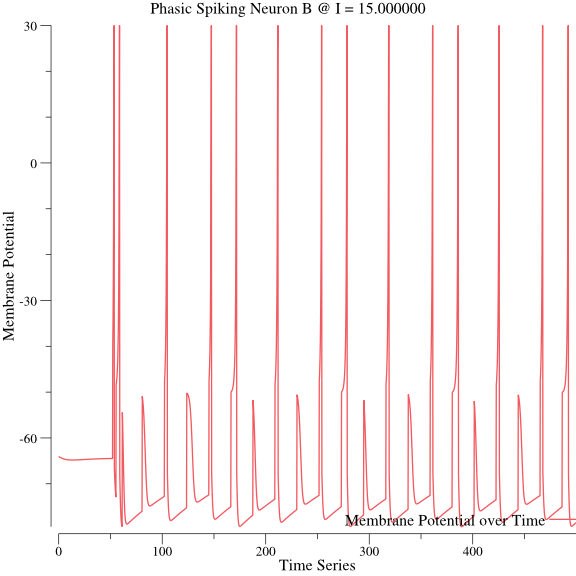 Phasic Spiking Neuron B @ I = 15.000000
30
0
-30
-60
Membrane Potential
Membrane Potential over Time
0
100
200
300
400
Time Series